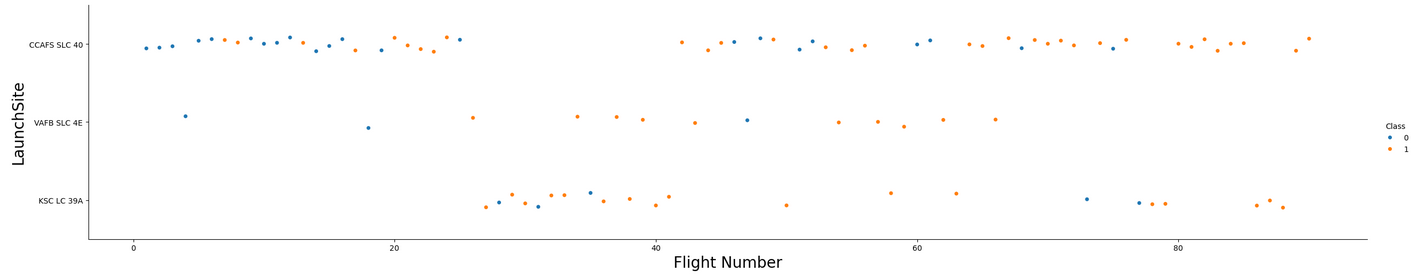 CCAFS SLC 40
VAFB SLC 4E
KSC LC 39A
LaunchSite
0 20 40 60 80
Flight Number
Class
0
1